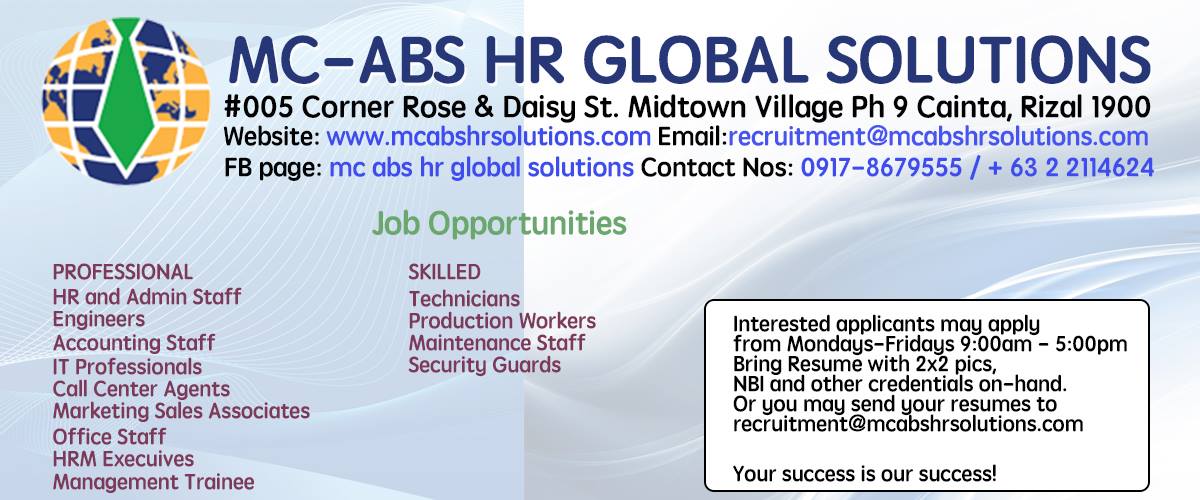 MC-ABS HR GLOBAL SOLUTIONS
#005 Corner Rose & Daisy St. Midtown Village Ph 9 Cainta, Rizal 1900
Website: www.mcabshrsolutions.com Email:recruitment@mcabshrsolutions.com
FB page: mc abs hr global solutions Contact Nos: 0917-8679555 / + 63 2 2114624
Job Opportunities
PROFESSIONAL
HR and Admin Staff
Engineers
Accounting Staff
IT Professionals
Call Center Agents
Marketing Sales Associates
Office Staff
HRM Execuives
Management Trainee
SKILLED
Technicians
Production Workers
Maintenance Staff
Security Guards
Interested applicants may apply
from Mondays-Fridays 9:00am - 5:00pm
Bring Resume with 2x2 pics,
NBI and other credentials on-hand.
Or you may send your resumes to
recruitment@mcabshrsolutions.com
Your success is our success!